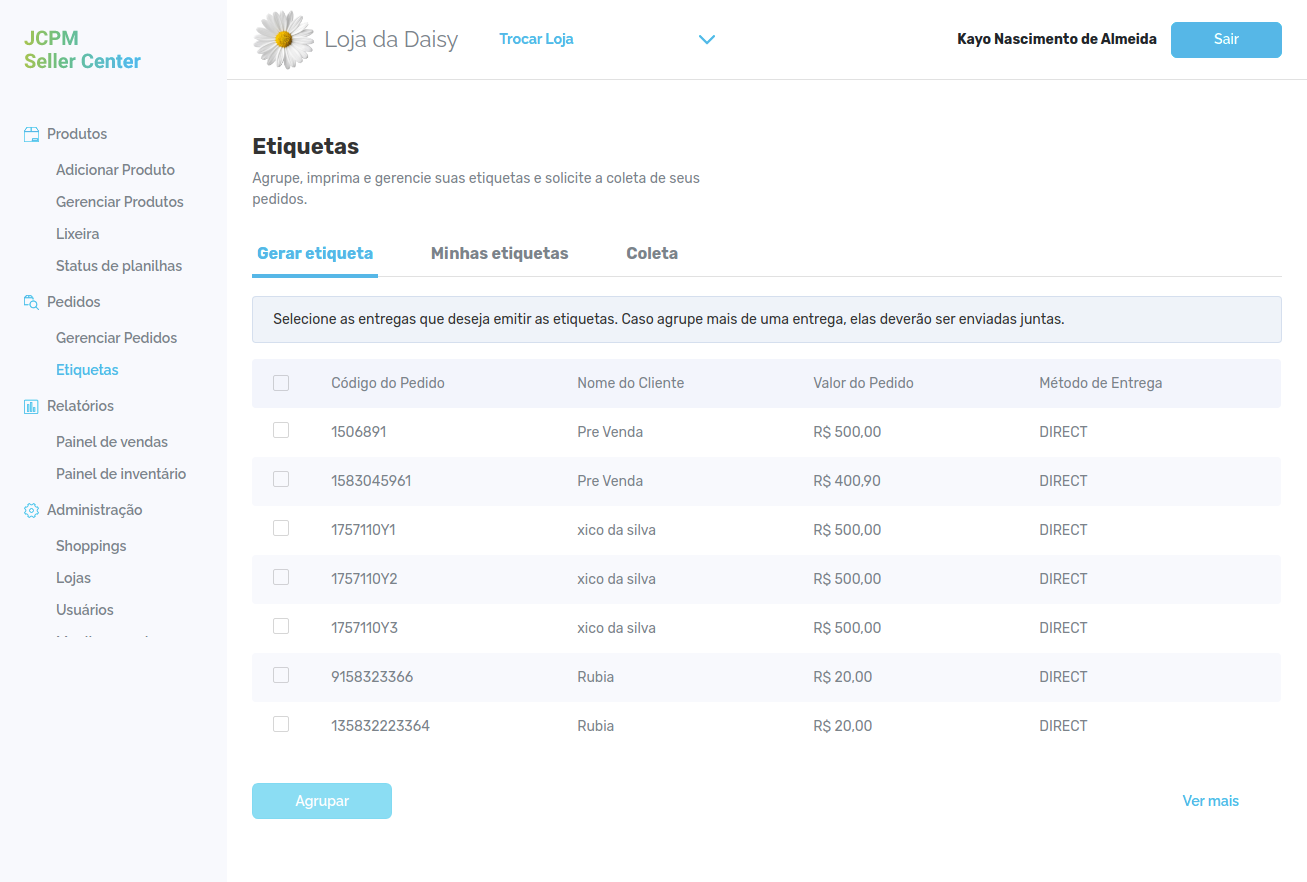 JCPM
Seller Center
Loja da Daisy
Trocar Loja
Kayo Nascimento de Almeida
Sair
Produtos
Adicionar Produto
Gerenciar Produtos
Lixeira
Status de planilhas
Pedidos
Gerenciar Pedidos
Etiquetas
Relatórios
Painel de vendas
Painel de inventário
Administração
Shoppings
Lojas
Usuários
Etiquetas
Agrupe, imprima e gerencie suas etiquetas e solicite a coleta de seus
pedidos.
Gerar etiqueta Minhas etiquetas Coleta
Selecione as entregas que deseja emitir as etiquetas. Caso agrupe mais de uma entrega, elas deverão ser enviadas juntas.
Código do Pedido Nome do Cliente Valor do Pedido Método de Entrega
1506891 Pre Venda R$ 500,00 DIRECT
1583045961 Pre Venda R$ 400,90 DIRECT
1757110Y1 xico da silva R$ 500,00 DIRECT
1757110Y2 xico da silva R$ 500,00 DIRECT
1757110Y3 xico da silva R$ 500,00 DIRECT
9158323366 Rubia R$ 20,00 DIRECT
135832223364 Rubia R$ 20,00 DIRECT
Agrupar
Ver mais